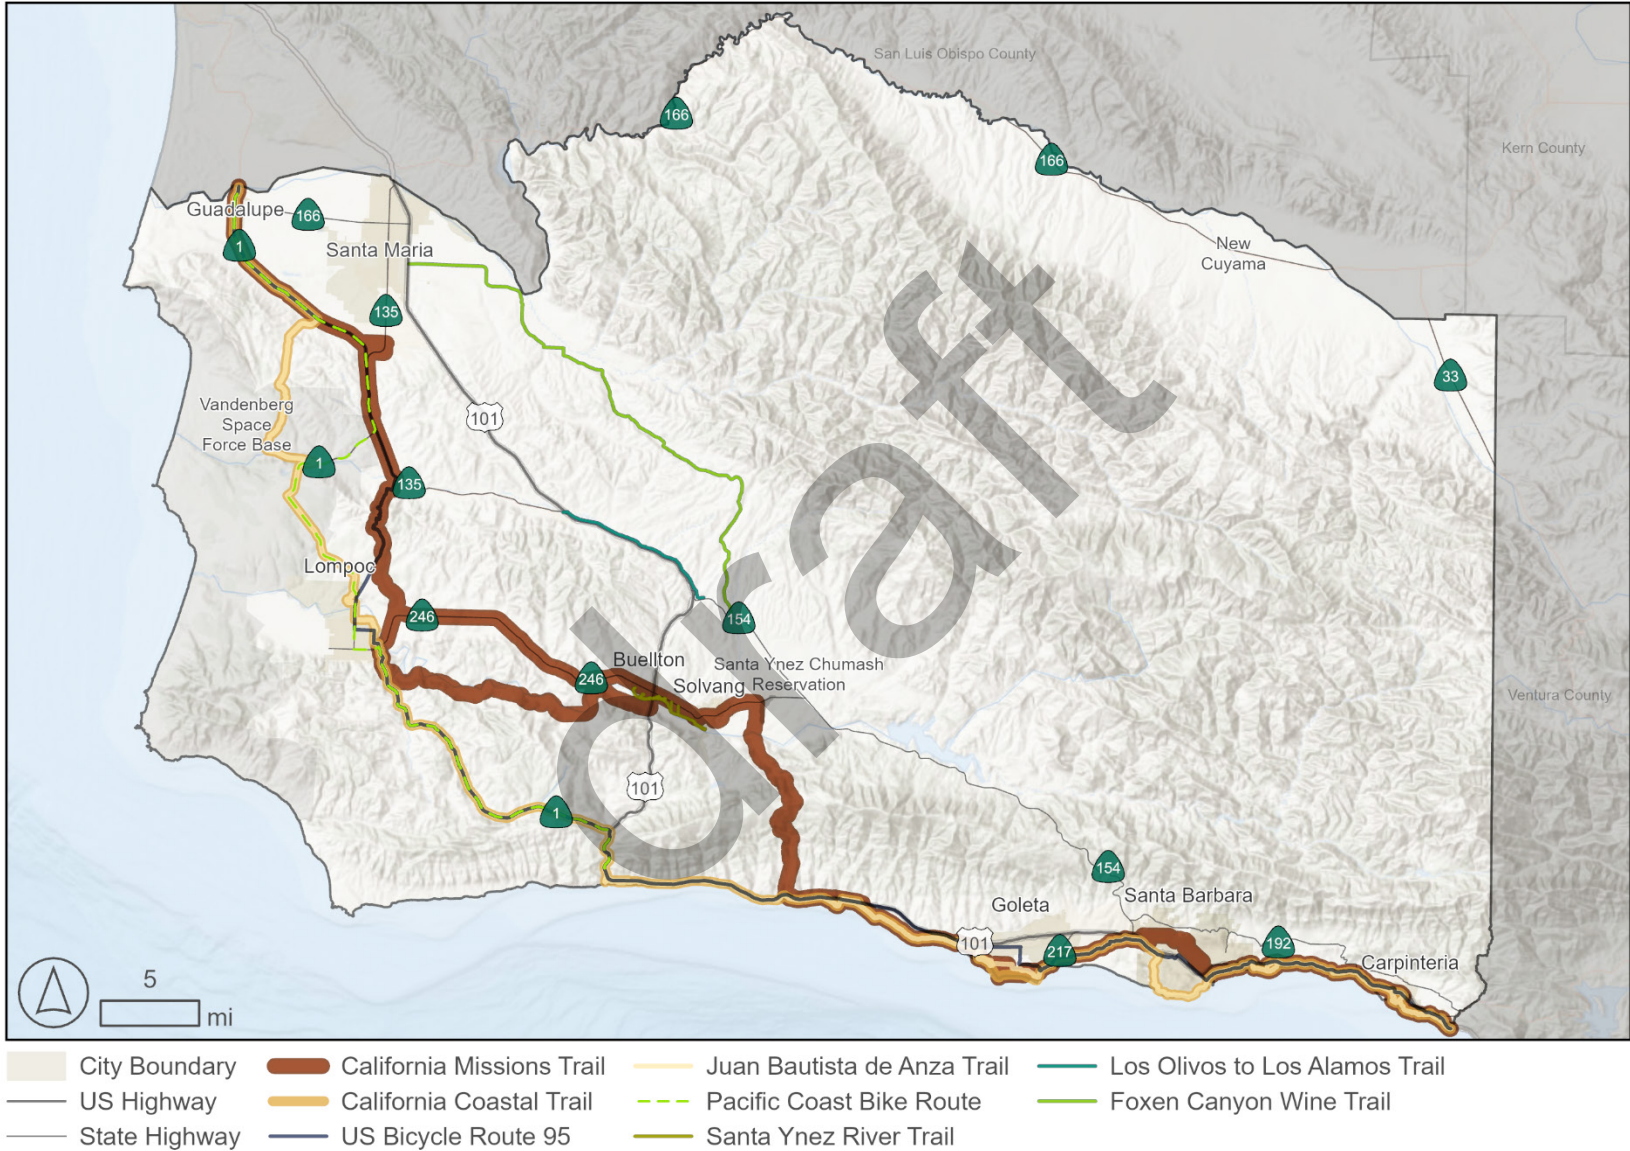 San Luis Obispo County
166
166
Kern County
Guadalupe
166
1
Santa Maria
New
Cuyama
135
33
Vandenberg
Space
Force Base
101
1
135
Lompoc
246
154
246
Buellton
Santa Ynez Chumash
Solvang Reservation
Ventura County
draft
101
1
154
Santa Barbara
Goleta
101
217
192
Carpinteria
5
mi
City Boundary
California Missions Trail
Juan Bautista de Anza Trail
Los Olivos to Los Alamos Trail
US Highway
California Coastal Trail
Pacific Coast Bike Route
Foxen Canyon Wine Trail
State Highway
US Bicycle Route 95
Santa Ynez River Trail